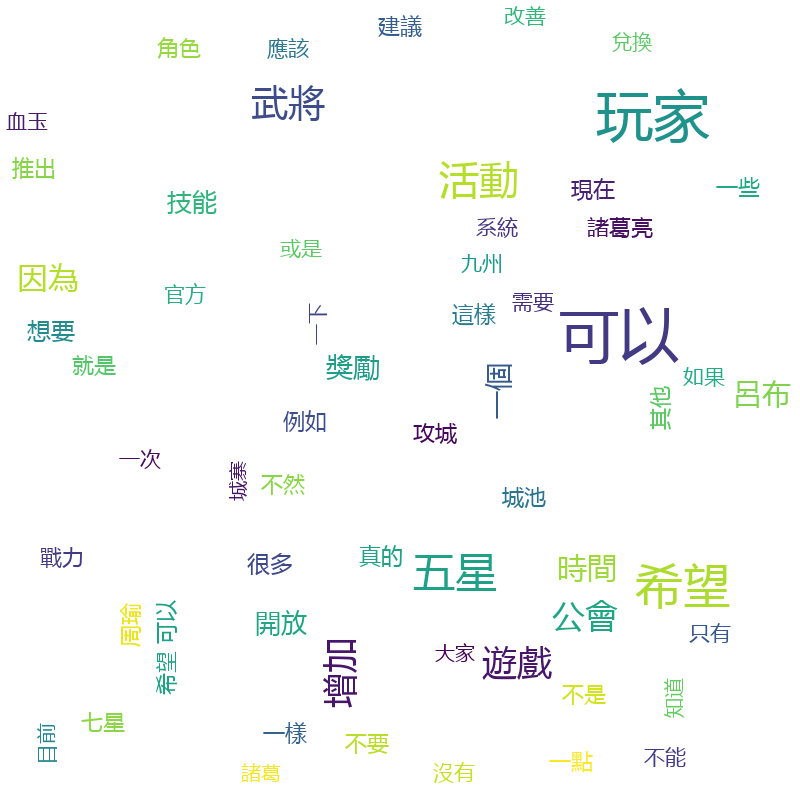 改善
建議
兌換
角色
應該
武將
玩家
血玉
推出
活動
現在
一些
技能
系統
諸葛亮
或是
九州
因為
官方
需要
這樣
一下
想要
可以
就是
獎勵
一個
如果
呂布
其他
例如
攻城
一次
城寨
不然
城池
戰力
很多
真的
五星
時間
希望
周瑜
希望 可以
開放
公會
只有
增加
大家
遊戲
不是
知道
七星
目前
一樣
不要
不能
諸葛
沒有
一點